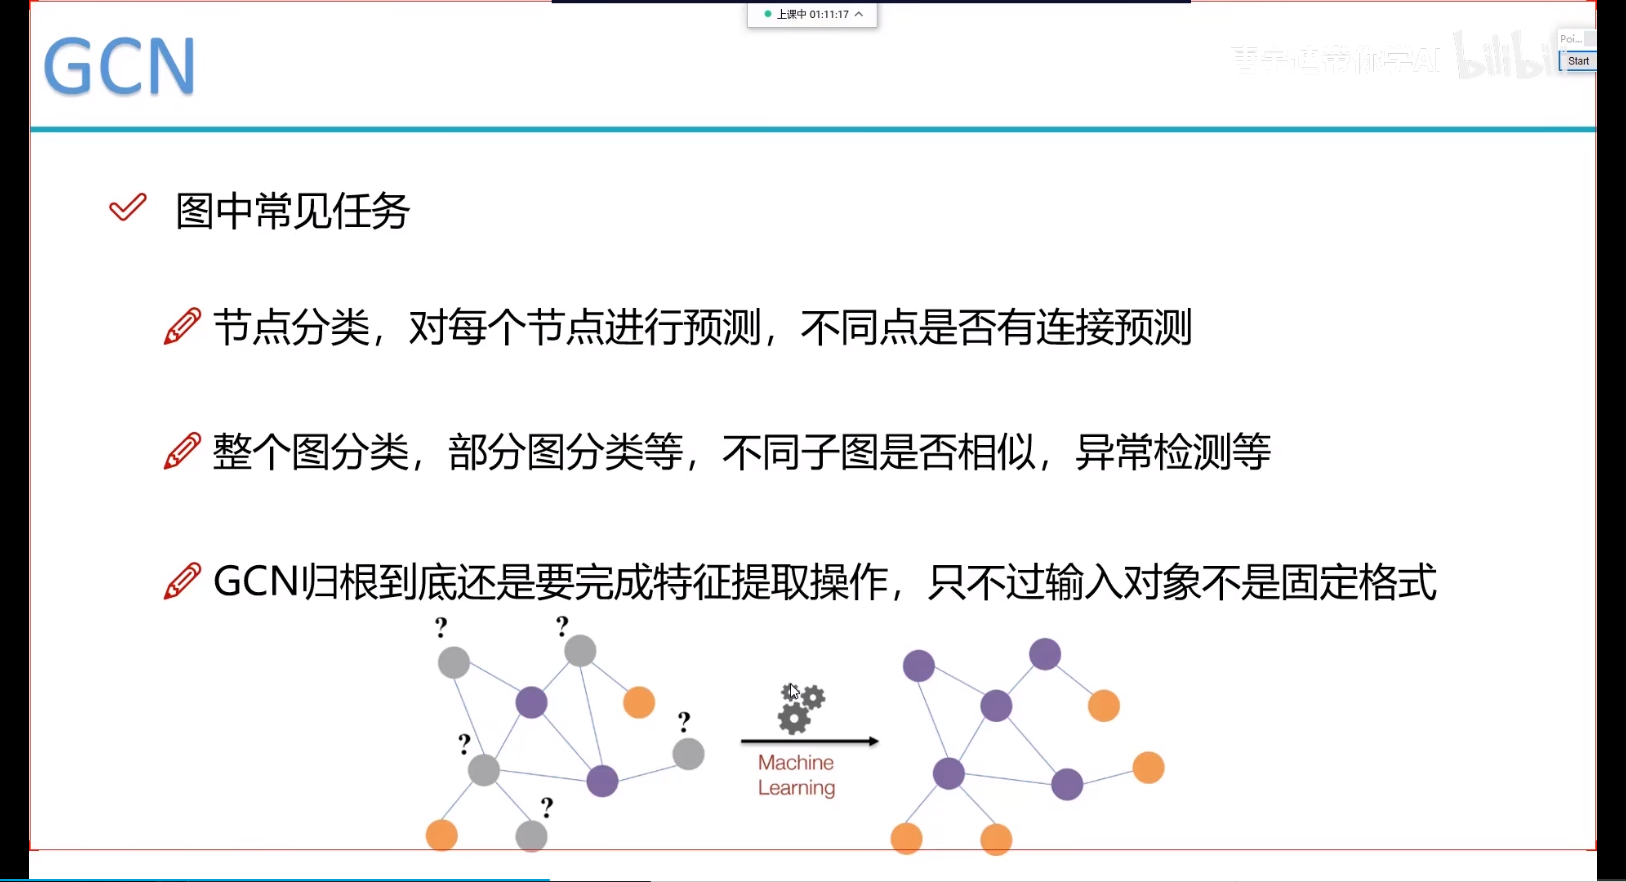 上课中 01:11:17
GCN
bilibili
Poi...
Start
图中常见任务
节点分类，对每个节点进行预测，不同点是否有连接预测
整个图分类，部分图分类等，不同子图是否相似，异常检测等
GCN归根到底还是要完成特征提取操作，只不过输入对象不是固定格式
?
?
?
?
?
Machine
Learning